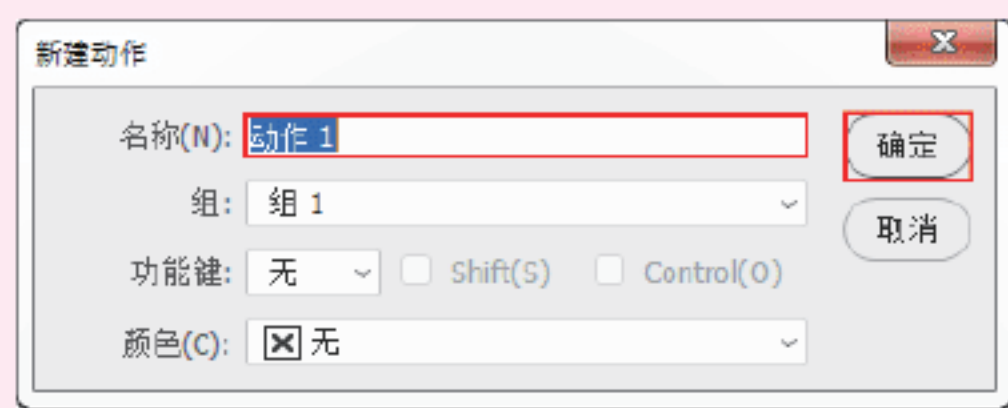 新建动作
名称(N): 动作 1 确定
组: 组 1
取消
功能键: 无 Shift(S) Control(O)
颜色(C): 无